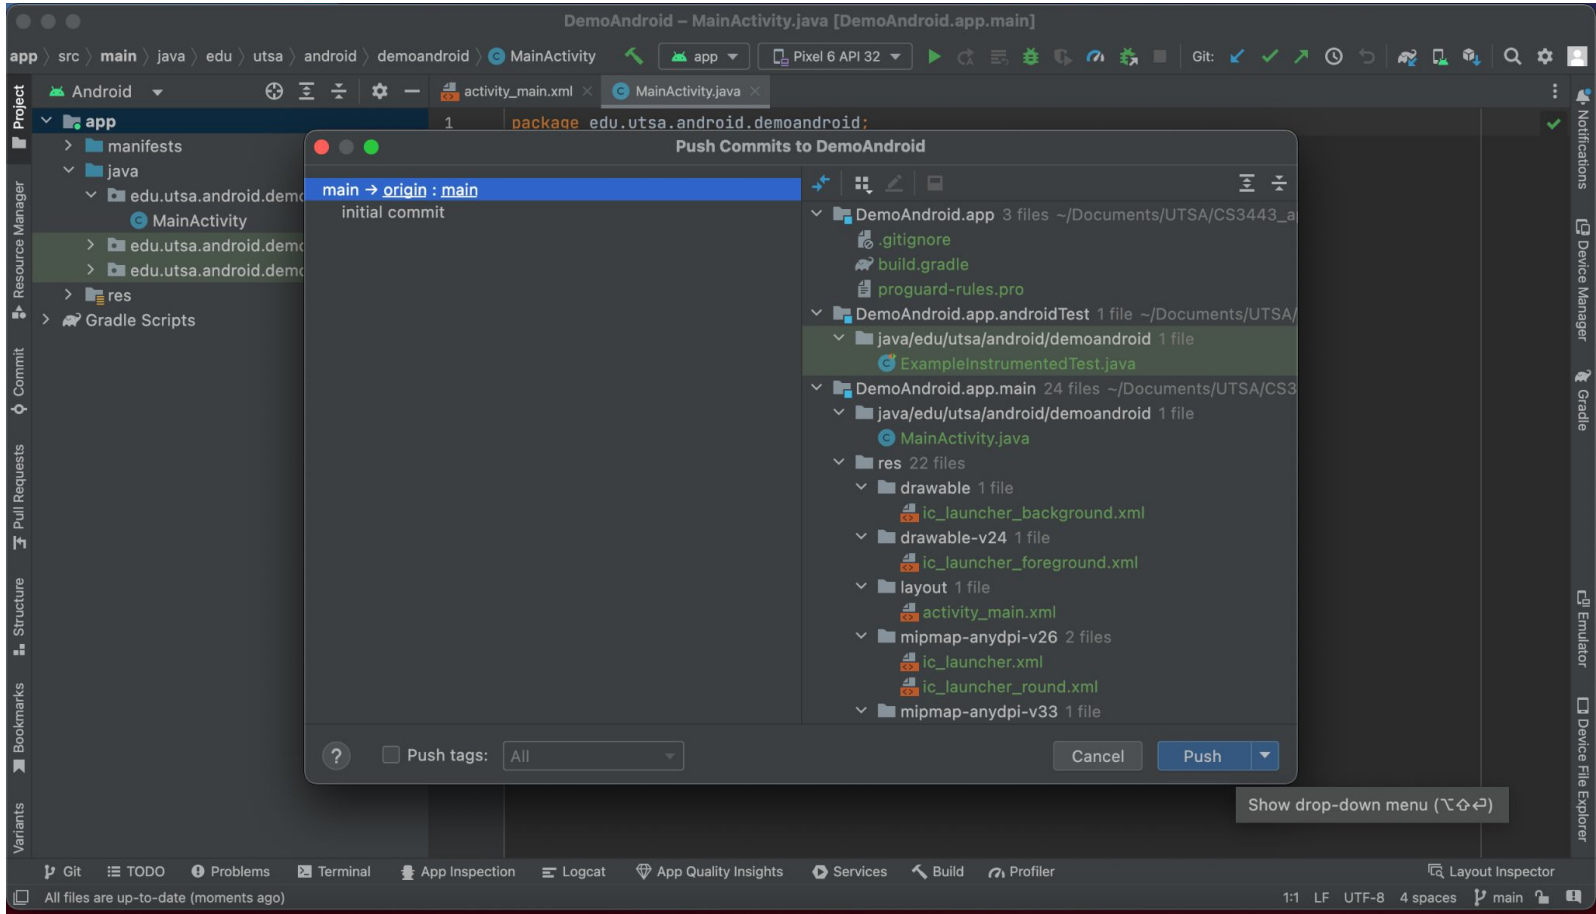 DemoAndroid – MainActivity.java [DemoAndroid.app.main]
app 〉 src 〉 main 〉 java 〉 edu 〉 utsa 〉 android 〉 demoandroid 〉 MainActivity
app
Pixel 6 API 32
Git:
Android
activity_main.xml
MainActivity.java
1 package edu.utsa.android.demoandroid;
Project
Resource Manager
Commit
Pull Requests
Structure
Bookmarks
Variants
app
manifests
java
edu.utsa.android.demo
MainActivity
edu.utsa.android.demo
edu.utsa.android.demo
res
Gradle Scripts
Push Commits to DemoAndroid
main → origin : main
initial commit
DemoAndroid.app 3 files ~/Documents/UTSA/CS3443_a
.gitignore
build.gradle
proguard-rules.pro
DemoAndroid.app.androidTest 1 file ~/Documents/UTSA/
java/edu/utsa/android/demoandroid 1 file
ExampleInstrumentedTest.java
DemoAndroid.app.main 24 files ~/Documents/UTSA/CS3
java/edu/utsa/android/demoandroid 1 file
MainActivity.java
res 22 files
drawable 1 file
ic_launcher_background.xml
drawable-v24 1 file
ic_launcher_foreground.xml
layout 1 file
activity_main.xml
mipmap-anydpi-v26 2 files
ic_launcher.xml
ic_launcher_round.xml
mipmap-anydpi-v33 1 file
? Push tags: All
Cancel
Push
Show drop-down menu (⌥⇧⏎)
Notifications
Device Manager
Gradle
Emulator
Device File Explorer
Git
TODO
Problems
Terminal
App Inspection
Logcat
App Quality Insights
Services
Build
Profiler
Layout Inspector
All files are up-to-date (moments ago)
1:1 LF UTF-8 4 spaces main